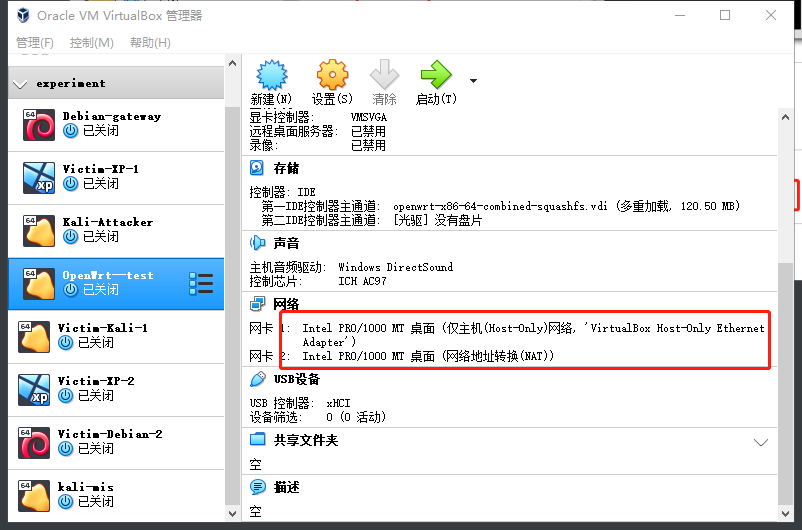 Oracle VM VirtualBox 管理器
管理(F) 控制(M) 帮助(H)
experiment
Debian-gateway
已关闭
Victim-XP-1
已关闭
Kali-Attacker
已关闭
OpenWrt--test
已关闭
Victim-Kali-1
已关闭
Victim-XP-2
已关闭
Victim-Debian-2
已关闭
kali-mis
已关闭
新建(N) 设置(S) 清除 启动(T)
显卡控制器: VMSVGA
远程桌面服务器: 已禁用
录像: 已禁用
存储
控制器: IDE
第一IDE控制器主通道: openwrt-x86-64-combined-squashfs.vdi (多重加载, 120.50 MB)
第二IDE控制器主通道: [光驱] 没有盘片
声音
主机音频驱动: Windows DirectSound
控制芯片: ICH AC97
网络
网卡 1: Intel PRO/1000 MT 桌面 (仅主机(Host-Only)网络, 'VirtualBox Host-Only Ethernet
Adapter')
网卡 2: Intel PRO/1000 MT 桌面 (网络地址转换(NAT))
USB设备
USB 控制器: xHCI
设备筛选: 0 (0 活动)
共享文件夹
空
描述
空